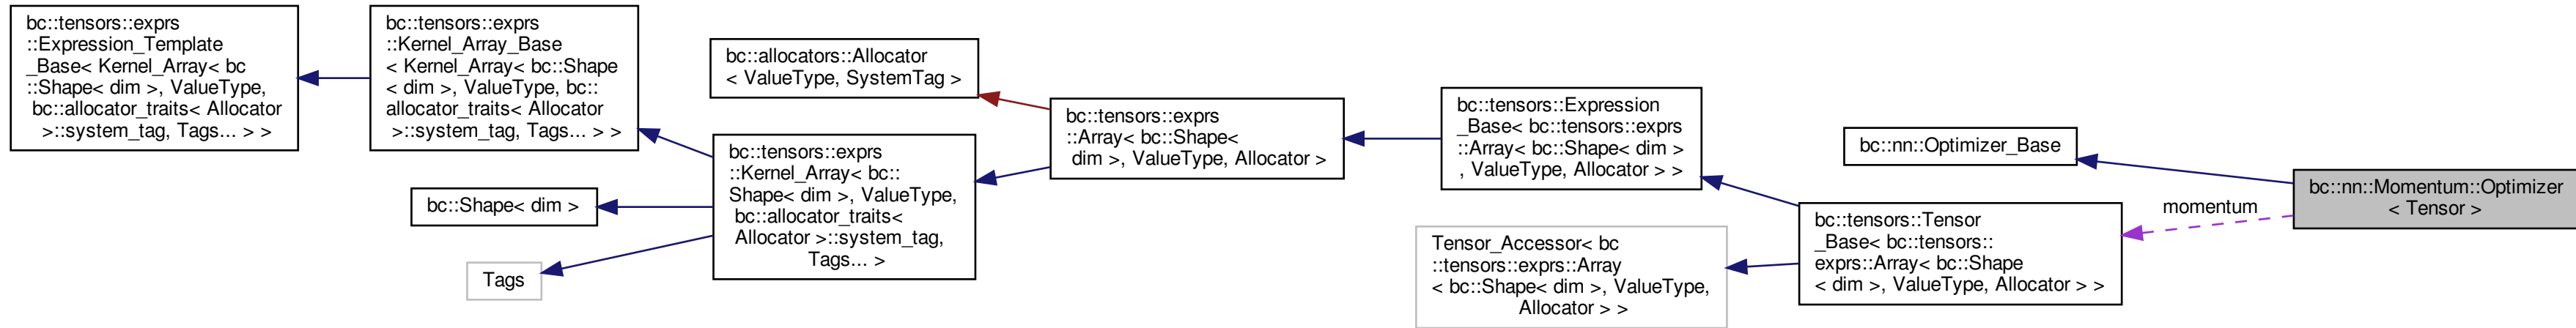 bc::tensors::exprs
::Expression_Template
_Base< Kernel_Array< bc
::Shape< dim >, ValueType,
bc::allocator_traits< Allocator
>::system_tag, Tags... > >
bc::tensors::exprs
::Kernel_Array_Base
< Kernel_Array< bc::Shape
< dim >, ValueType, bc::
allocator_traits< Allocator
>::system_tag, Tags... > >
bc::Shape< dim >
Tags
bc::allocators::Allocator
< ValueType, SystemTag >
bc::tensors::exprs
::Kernel_Array< bc::
Shape< dim >, ValueType,
bc::allocator_traits<
Allocator >::system_tag,
Tags... >
bc::tensors::exprs
::Array< bc::Shape<
dim >, ValueType, Allocator >
bc::tensors::Expression
_Base< bc::tensors::exprs
::Array< bc::Shape< dim >
, ValueType, Allocator > >
Tensor_Accessor< bc
::tensors::exprs::Array
< bc::Shape< dim >, ValueType,
Allocator > >
bc::nn::Optimizer_Base
bc::tensors::Tensor
_Base< bc::tensors::
exprs::Array< bc::Shape
< dim >, ValueType, Allocator > >
momentum
bc::nn::Momentum::Optimizer
< Tensor >